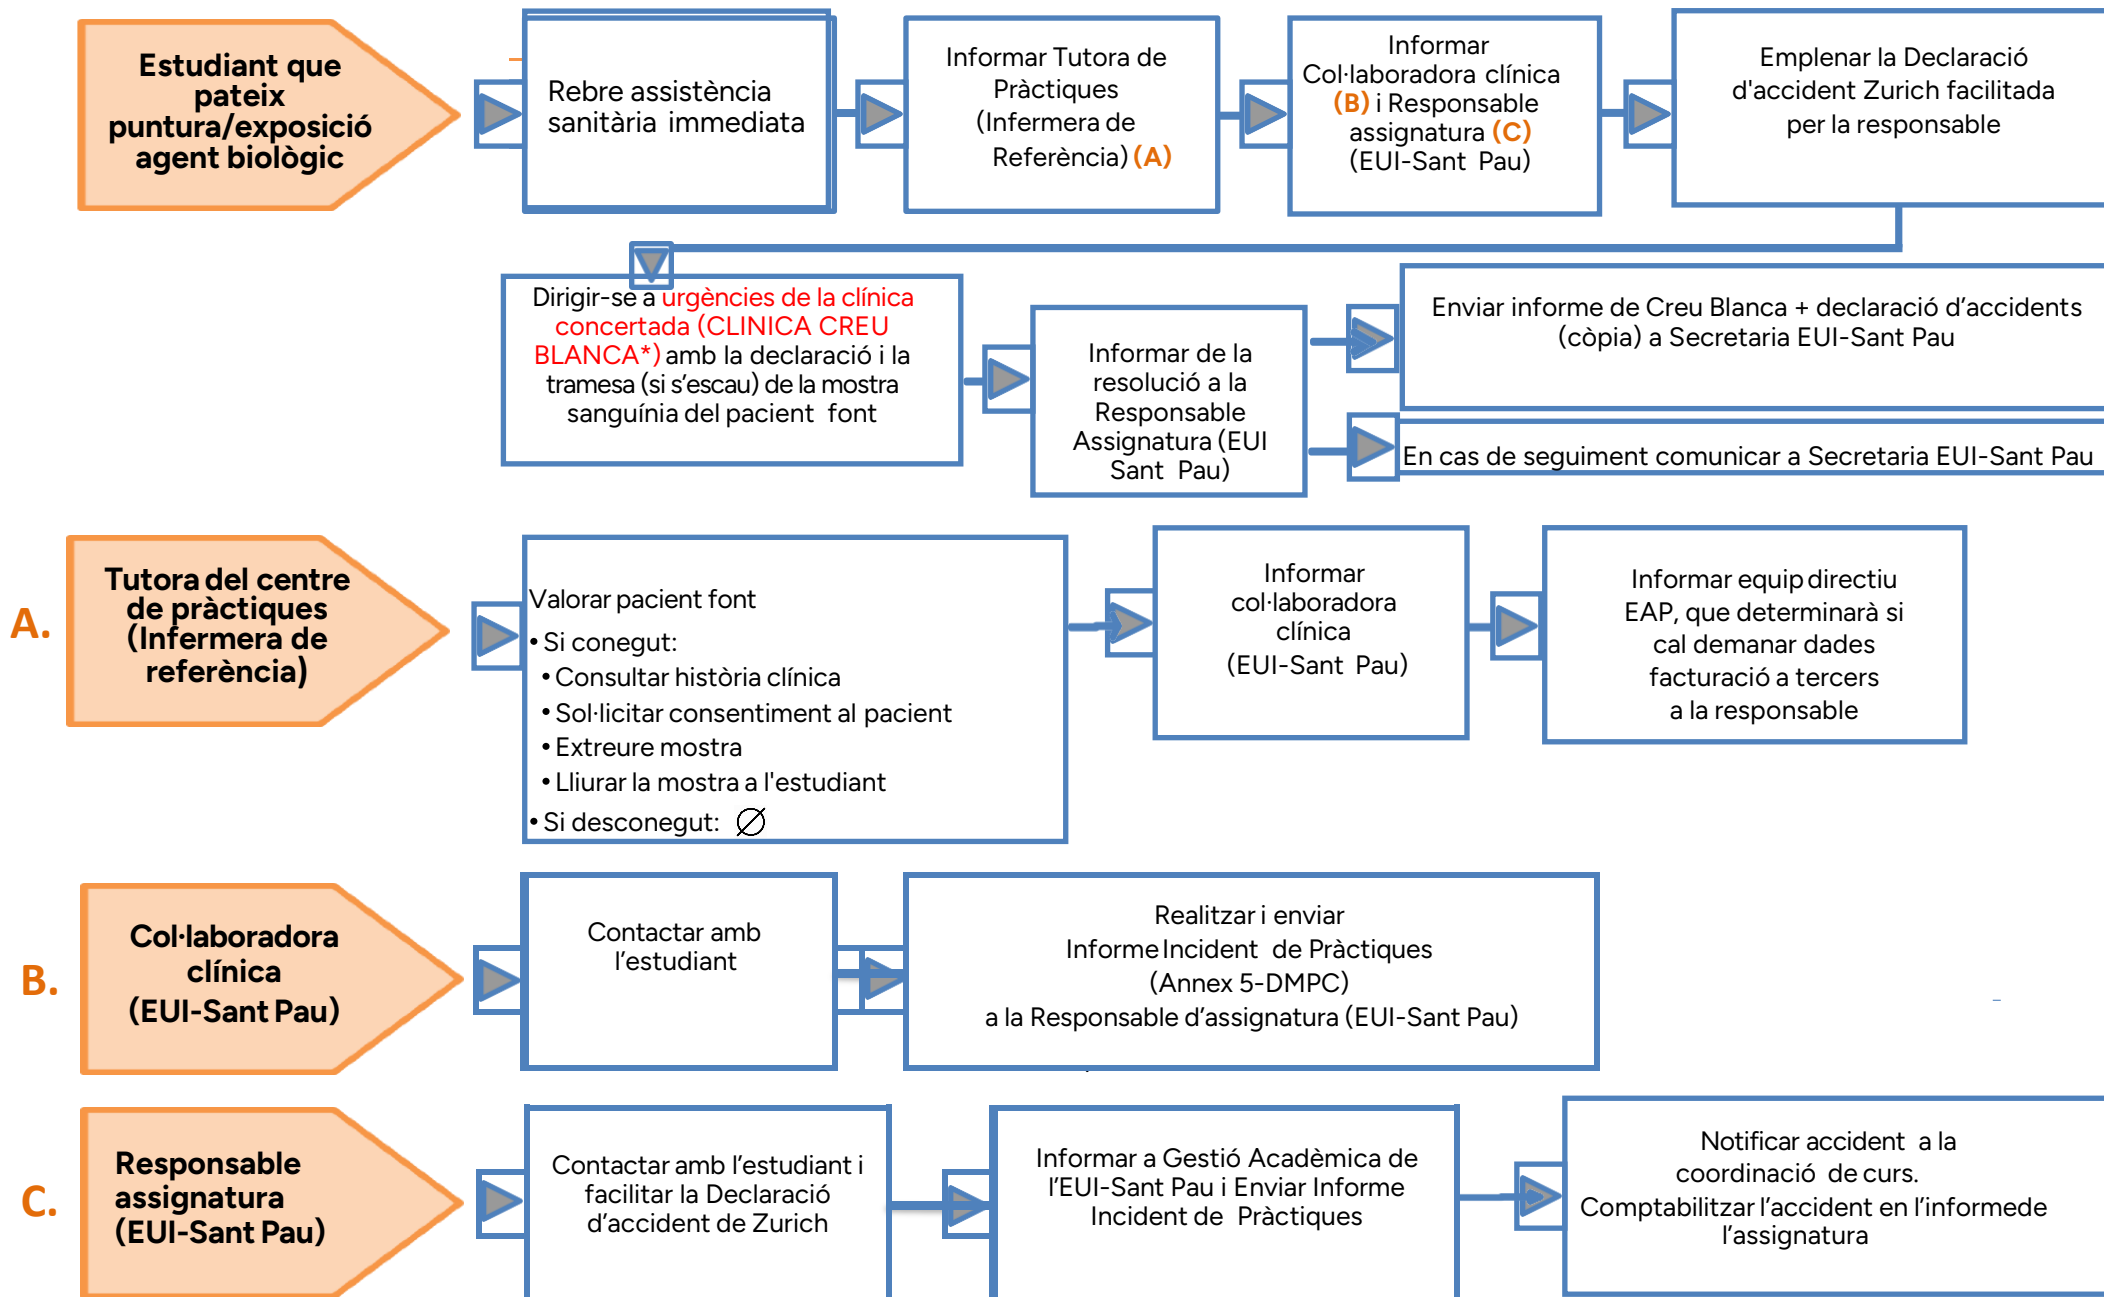 Estudiant que
pateix
puntura/exposició
agent biològic
Rebre assistència
sanitària immediata
Informar Tutora de
Pràctiques
(Infermera de
Referència) (A)
Informar
Col·laboradora clínica
(B) i Responsable
assignatura (C)
(EUI-Sant Pau)
Emplenar la Declaració
d'accident Zurich facilitada
per la responsable
Dirigir-se a urgències de la clínica
concertada (CLINICA CREU
BLANCA*) amb la declaració i la
tramesa (si s’escau) de la mostra
sanguínia del pacient font
Informar de la
resolució a la
Responsable
Assignatura (EUI
Sant Pau)
Enviar informe de Creu Blanca + declaració d’accidents
(còpia) a Secretaria EUI-Sant Pau
En cas de seguiment comunicar a Secretaria EUI-Sant Pau
A.
Tutora del centre
de pràctiques
(Infermera de
referència)
Valorar pacient font
• Si conegut:
• Consultar història clínica
• Sol·licitar consentiment al pacient
• Extreure mostra
• Lliurar la mostra a l'estudiant
• Si desconegut: ∅
Informar
col·laboradora
clínica
(EUI-Sant Pau)
Informar equip directiu
EAP, que determinarà si
cal demanar dades
facturació a tercers
a la responsable
B.
Col·laboradora
clínica
(EUI-Sant Pau)
Contactar amb
l’estudiant
Realitzar i enviar
Informe Incident de Pràctiques
(Annex 5-DMPC)
a la Responsable d’assignatura (EUI-Sant Pau)
C.
Responsable
assignatura
(EUI-Sant Pau)
Contactar amb l’estudiant i
facilitar la Declaració
d’accident de Zurich
Informar a Gestió Acadèmica de
l’EUI-Sant Pau i Enviar Informe
Incident de Pràctiques
Notificar accident a la
coordinació de curs.
Comptabilitzar l’accident en l’informede
l’assignatura